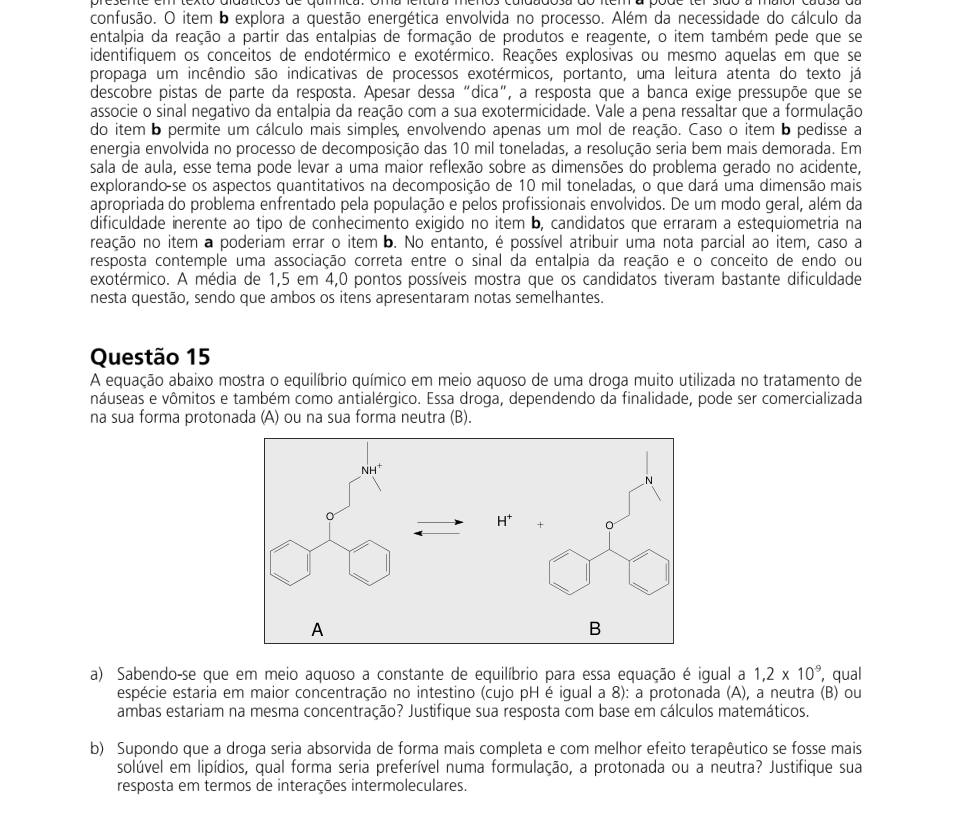 presente em texto didáticos de química. Uma leitura menos cuidadosa do item a pode ter sido a maior causa da
confusão. O item b explora a questão energética envolvida no processo. Além da necessidade do cálculo da
entalpia da reação a partir das entalpias de formação de produtos e reagente, o item também pede que se
identifiquem os conceitos de endotérmico e exotérmico. Reações explosivas ou mesmo aquelas em que se
propaga um incêndio são indicativas de processos exotérmicos, portanto, uma leitura atenta do texto já
descobre pistas de parte da resposta. Apesar dessa “dica”, a resposta que a banca exige pressupõe que se
associe o sinal negativo da entalpia da reação com a sua exotermicidade. Vale a pena ressaltar que a formulação
do item b permite um cálculo mais simples, envolvendo apenas um mol de reação. Caso o item b pedisse a
energia envolvida no processo de decomposição das 10 mil toneladas, a resolução seria bem mais demorada. Em
sala de aula, esse tema pode levar a uma maior reflexão sobre as dimensões do problema gerado no acidente,
explorando-se os aspectos quantitativos na decomposição de 10 mil toneladas, o que dará uma dimensão mais
apropriada do problema enfrentado pela população e pelos profissionais envolvidos. De um modo geral, além da
dificuldade inerente ao tipo de conhecimento exigido no item b, candidatos que erraram a estequiometria na
reação no item a poderiam errar o item b. No entanto, é possível atribuir uma nota parcial ao item, caso a
resposta contemple uma associação correta entre o sinal da entalpia da reação e o conceito de endo ou
exotérmico. A média de 1,5 em 4,0 pontos possíveis mostra que os candidatos tiveram bastante dificuldade
nesta questão, sendo que ambos os itens apresentaram notas semelhantes.
Questão 15
A equação abaixo mostra o equilíbrio químico em meio aquoso de uma droga muito utilizada no tratamento de
náuseas e vômitos e também como antialérgico. Essa droga, dependendo da finalidade, pode ser comercializada
na sua forma protonada (A) ou na sua forma neutra (B).
NH⁺
N
O
H⁺ +
O
A
B
a) Sabendo-se que em meio aquoso a constante de equilíbrio para essa equação é igual a 1,2 x 10⁻⁹, qual
espécie estaria em maior concentração no intestino (cujo pH é igual a 8): a protonada (A), a neutra (B) ou
ambas estariam na mesma concentração? Justifique sua resposta com base em cálculos matemáticos.
b) Supondo que a droga seria absorvida de forma mais completa e com melhor efeito terapêutico se fosse mais
solúvel em lipídios, qual forma seria preferível numa formulação, a protonada ou a neutra? Justifique sua
resposta em termos de interações intermoleculares.